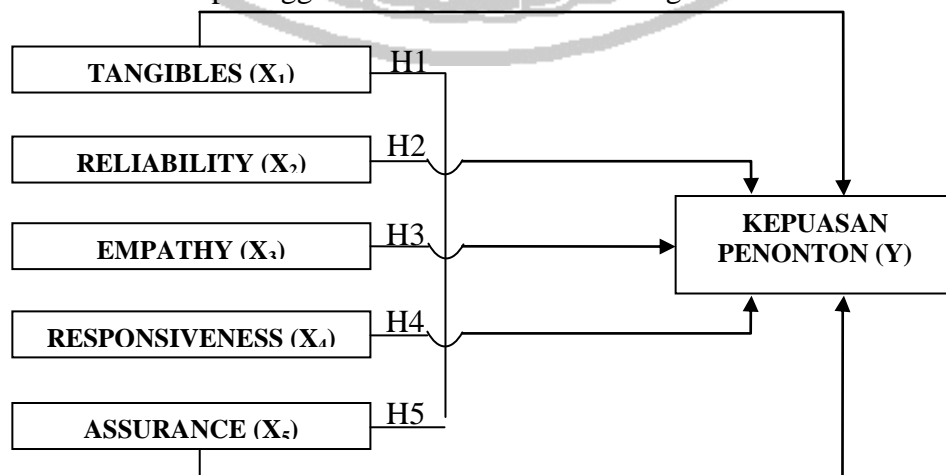 TANGIBLES (X₁)
H1
RELIABILITY (X₂)
H2
EMPATHY (X₃)
H3
RESPONSIVENESS (X₄)
H4
ASSURANCE (X₅)
H5
KEPUASAN
PENONTON (Y)